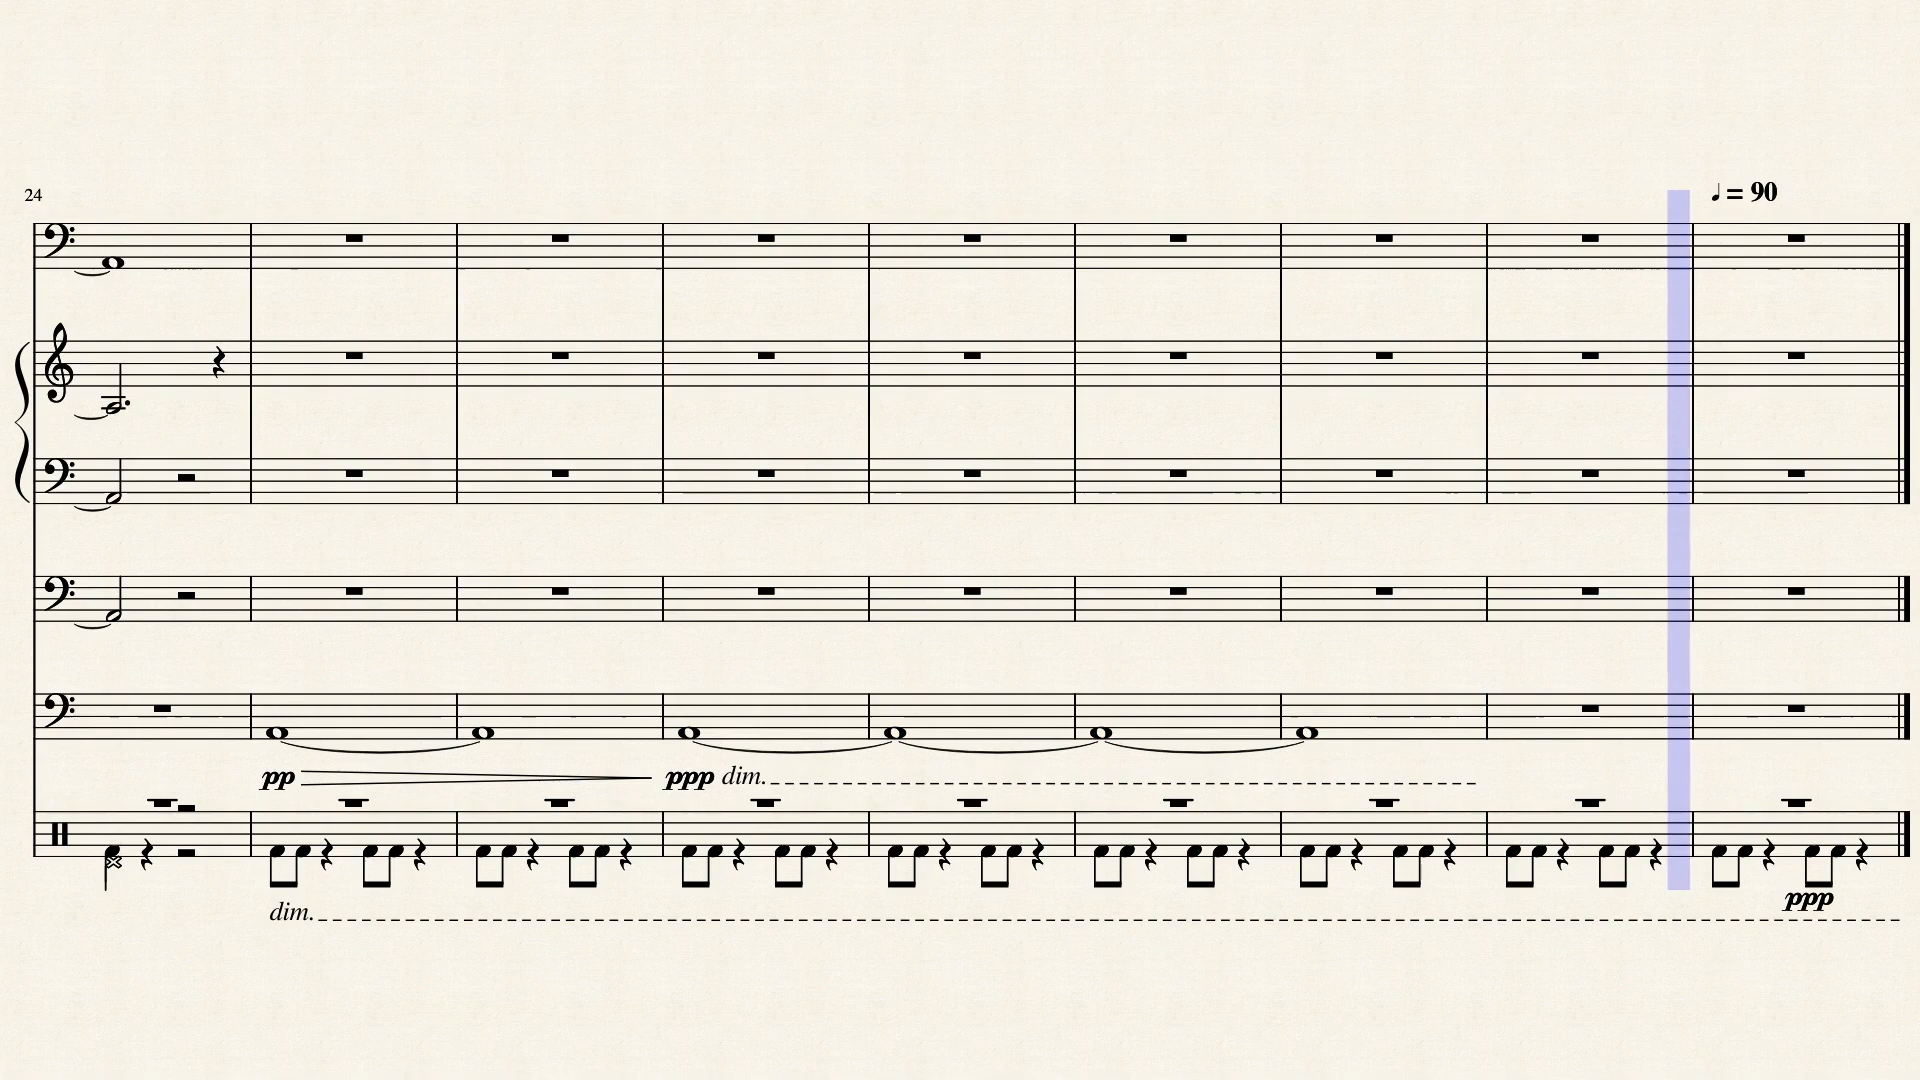 24
♩ = 90
pp
ppp dim.
ppp
dim.